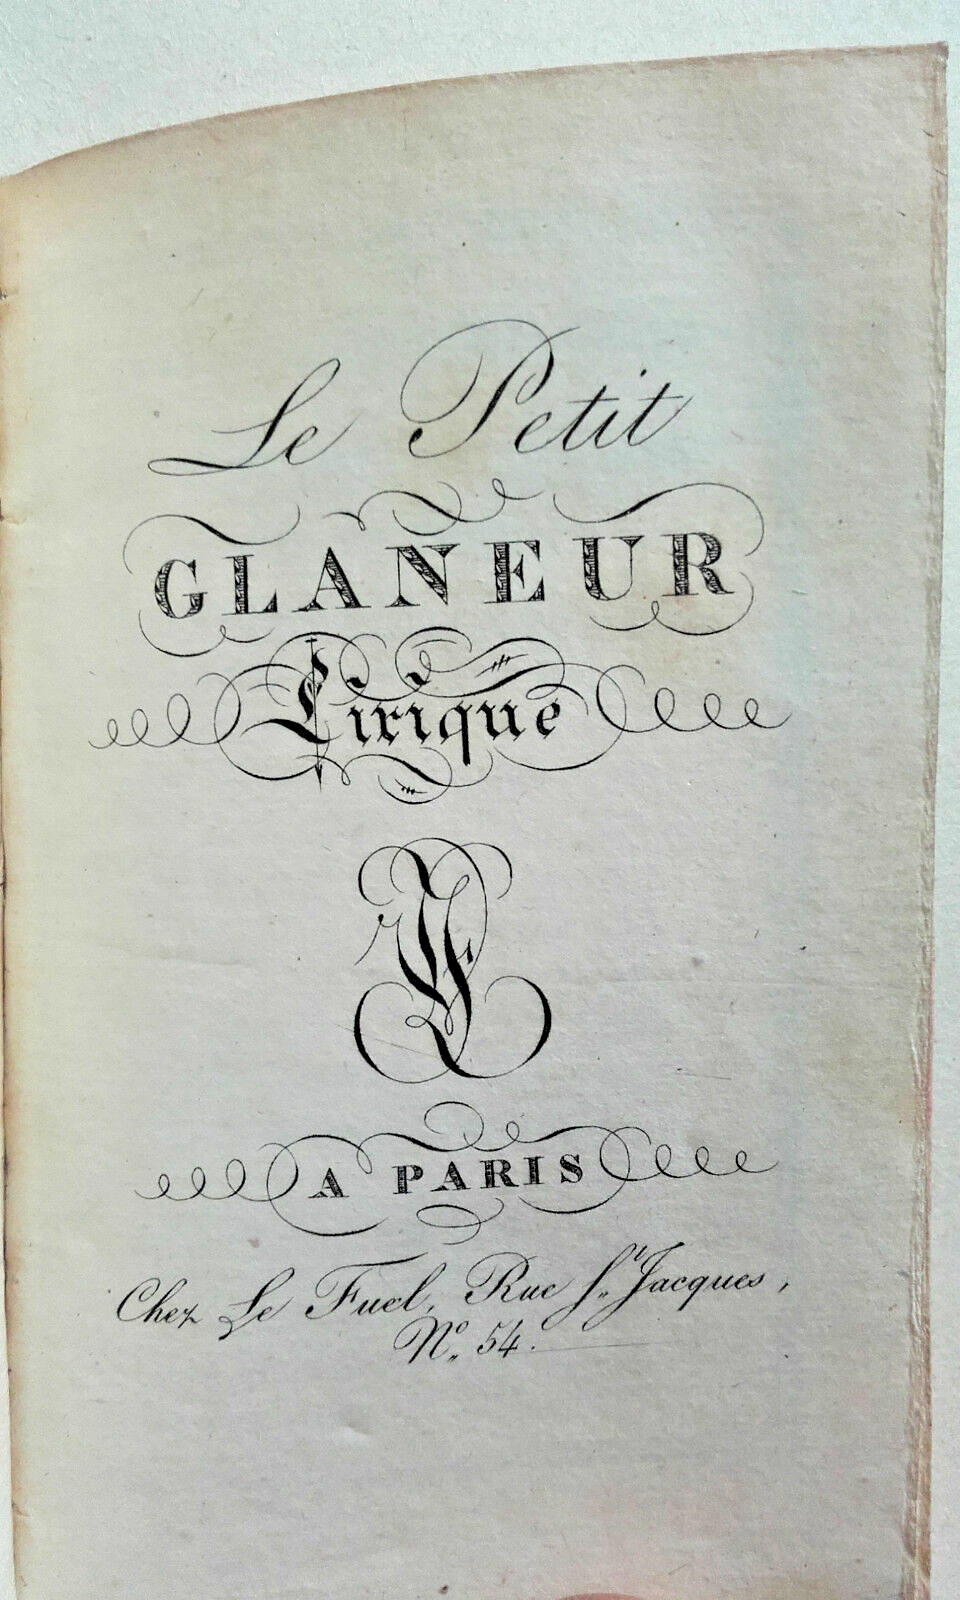 Le Petit
GLANEUR
Lirique
A PARIS
Chez Le Fuel, Rue St. Jacques,
No. 54.